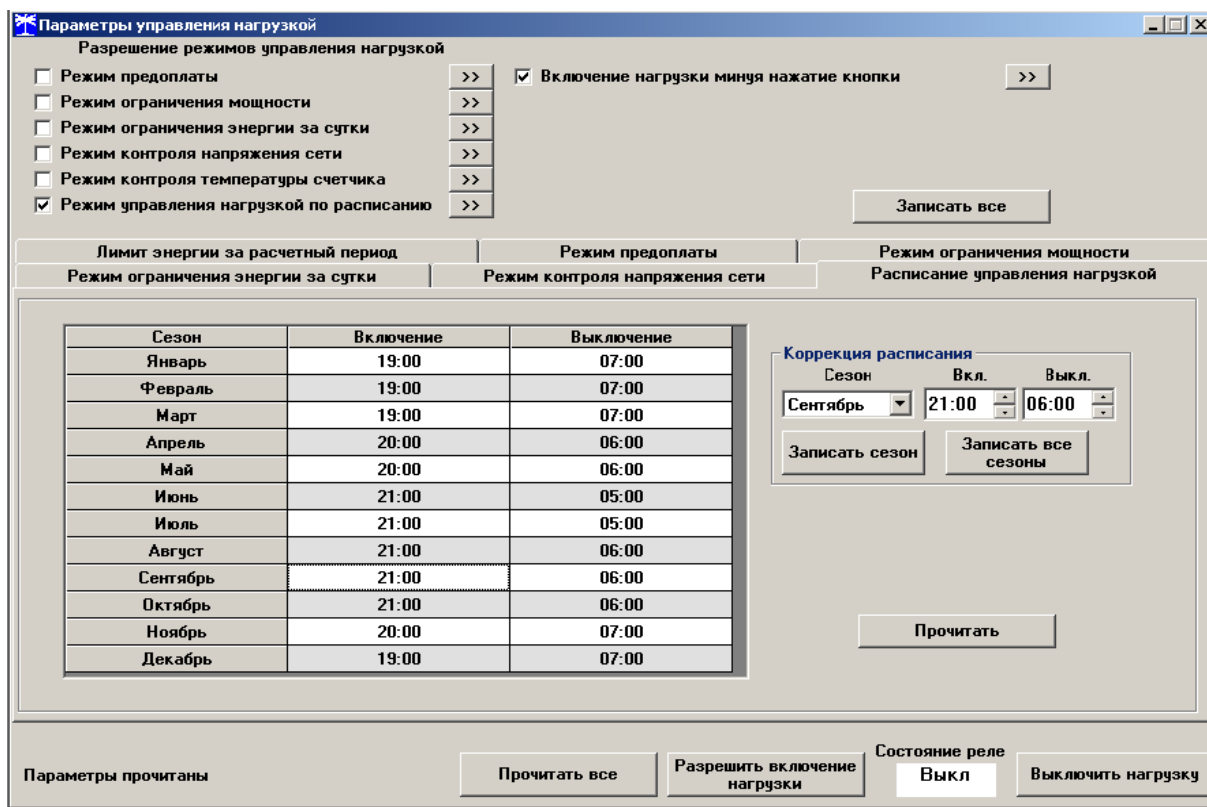 Параметры управления нагрузкой
Разрешение режимов управления нагрузкой
Режим предоплаты >> Включение нагрузки минуя нажатие кнопки >>
Режим ограничения мощности >>
Режим ограничения энергии за сутки >>
Режим контроля напряжения сети >>
Режим контроля температуры счетчика >>
Режим управления нагрузкой по расписанию >> Записать все
Лимит энергии за расчетный период Режим предоплаты Режим ограничения мощности
Режим ограничения энергии за сутки Режим контроля напряжения сети Расписание управления нагрузкой
Сезон Включение Выключение
Январь 19:00 07:00
Февраль 19:00 07:00
Март 19:00 07:00
Апрель 20:00 06:00
Май 20:00 06:00
Июнь 21:00 05:00
Июль 21:00 05:00
Август 21:00 06:00
Сентябрь 21:00 06:00
Октябрь 21:00 06:00
Ноябрь 20:00 07:00
Декабрь 19:00 07:00
Коррекция расписания
Сезон Вкл. Выкл.
Сентябрь 21:00 06:00
Записать сезон
Записать все
сезоны
Прочитать
Параметры прочитаны
Прочитать все
Разрешить включение
нагрузки
Состояние реле
Выкл
Выключить нагрузку